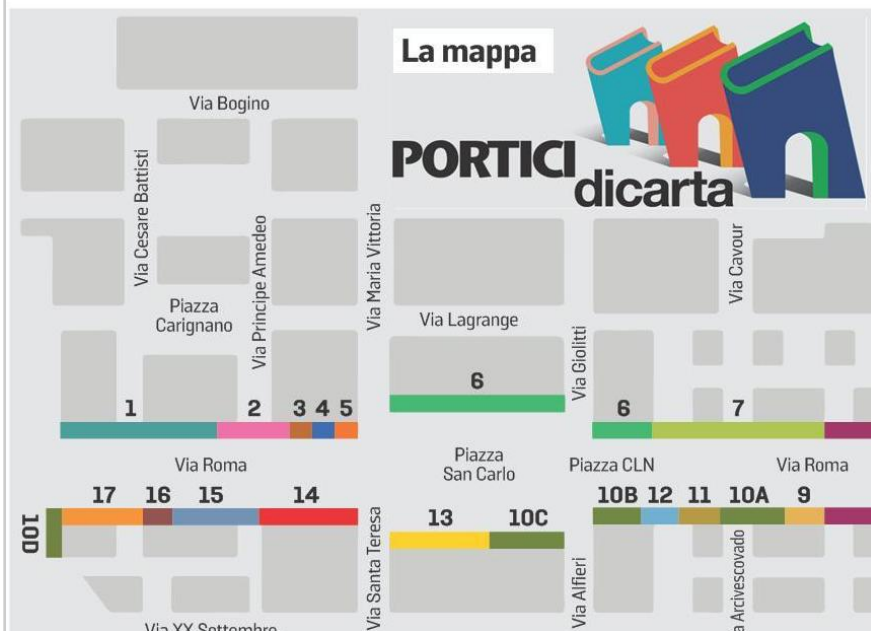 La mappa
PORTICI
dicarta
Via Bogino
Via Cesare Battisti
Via Principe Amedeo
Via Maria Vittoria
Via Cavour
Piazza
Carignano
Via Lagrange
Via Giolitti
1
2
3
4
5
6
6
7
Via Roma
Piazza
San Carlo
Piazza CLN
Via Roma
10D
17
16
15
14
13
10C
10B
12
11
10A
9
Via Santa Teresa
Via Alfieri
Arcivescovado
Via XX Settembre